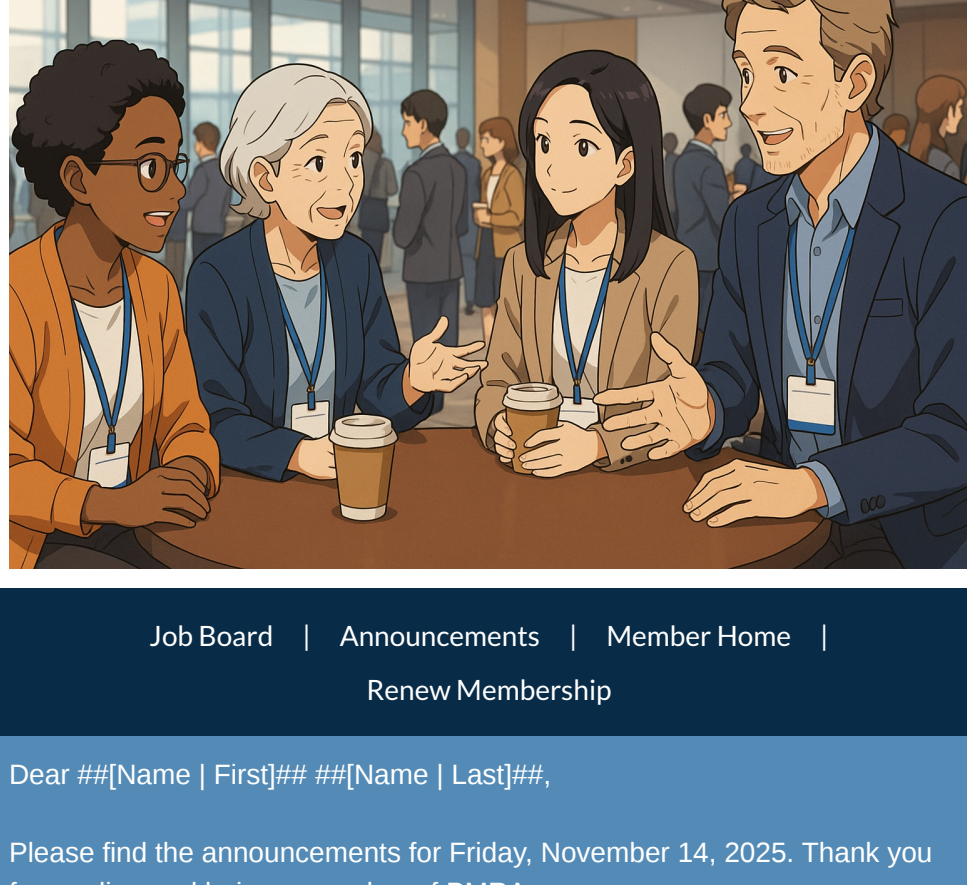 Job Board | Announcements | Member Home |
Renew Membership
Dear ##[Name | First]## ##[Name | Last]##,
Please find the announcements for Friday, November 14, 2025. Thank you